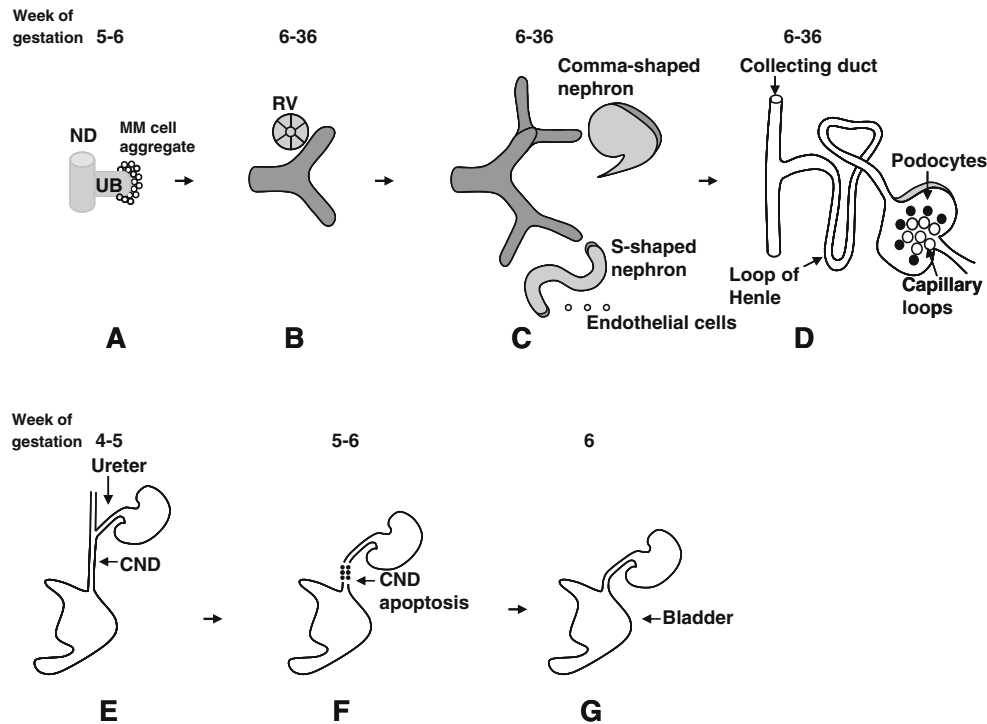 Week of
gestation 5-6 6-36 6-36 6-36
ND
MM cell
aggregate
UB
RV
Comma-shaped
nephron
S-shaped
nephron
Endothelial cells
Collecting duct
Podocytes
Loop of
Henle
Capillary
loops
A B C D
Week of
gestation 4-5 5-6 6
Ureter
CND
CND
apoptosis
Bladder
E F G